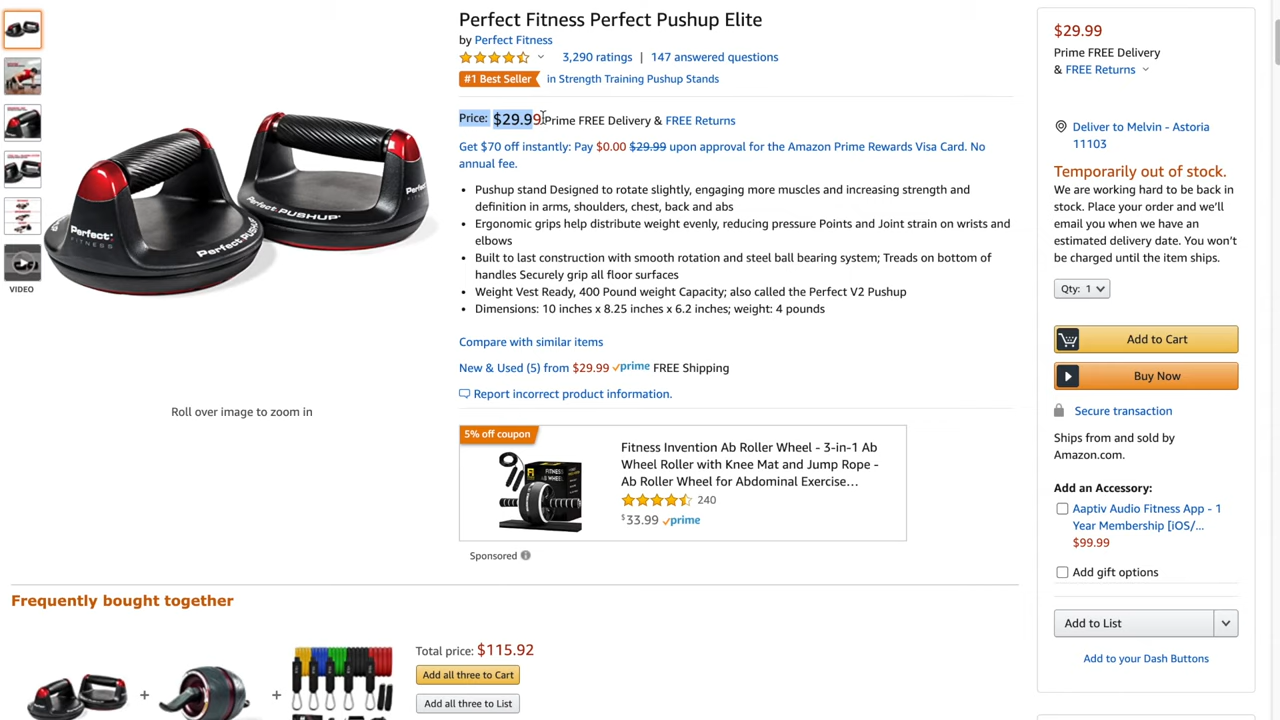 Perfect Fitness Perfect Pushup Elite
by Perfect Fitness
3,290 ratings | 147 answered questions
#1 Best Seller in Strength Training Pushup Stands
Price: $29.99 Prime FREE Delivery & FREE Returns
Get $70 off instantly: Pay $0.00 $29.99 upon approval for the Amazon Prime Rewards Visa Card. No
annual fee.
• Pushup stand Designed to rotate slightly, engaging more muscles and increasing strength and
definition in arms, shoulders, chest, back and abs
• Ergonomic grips help distribute weight evenly, reducing pressure Points and Joint strain on wrists and
elbows
• Built to last construction with smooth rotation and steel ball bearing system; Treads on bottom of
handles Securely grip all floor surfaces
• Weight Vest Ready, 400 Pound weight Capacity; also called the Perfect V2 Pushup
• Dimensions: 10 inches x 8.25 inches x 6.2 inches; weight: 4 pounds
Compare with similar items
New & Used (5) from $29.99 prime FREE Shipping
Report incorrect product information.
5% off coupon
Fitness Invention Ab Roller Wheel - 3-in-1 Ab
Wheel Roller with Knee Mat and Jump Rope -
Ab Roller Wheel for Abdominal Exercise…
240
$33.99 prime
Sponsored
Perfect
FITNESS
Perfect PUSHUP
Perfect PUSHUP
VIDEO
Roll over image to zoom in
$29.99
Prime FREE Delivery
& FREE Returns
Deliver to Melvin - Astoria
11103
Temporarily out of stock.
We are working hard to be back in
stock. Place your order and we'll
email you when we have an
estimated delivery date. You won't
be charged until the item ships.
Qty: 1
Add to Cart
Buy Now
Secure transaction
Ships from and sold by
Amazon.com.
Add an Accessory:
Aaptiv Audio Fitness App - 1
Year Membership [iOS/...
$99.99
Add gift options
Add to List
Add to your Dash Buttons
Frequently bought together
Total price: $115.92
Add all three to Cart
Add all three to List